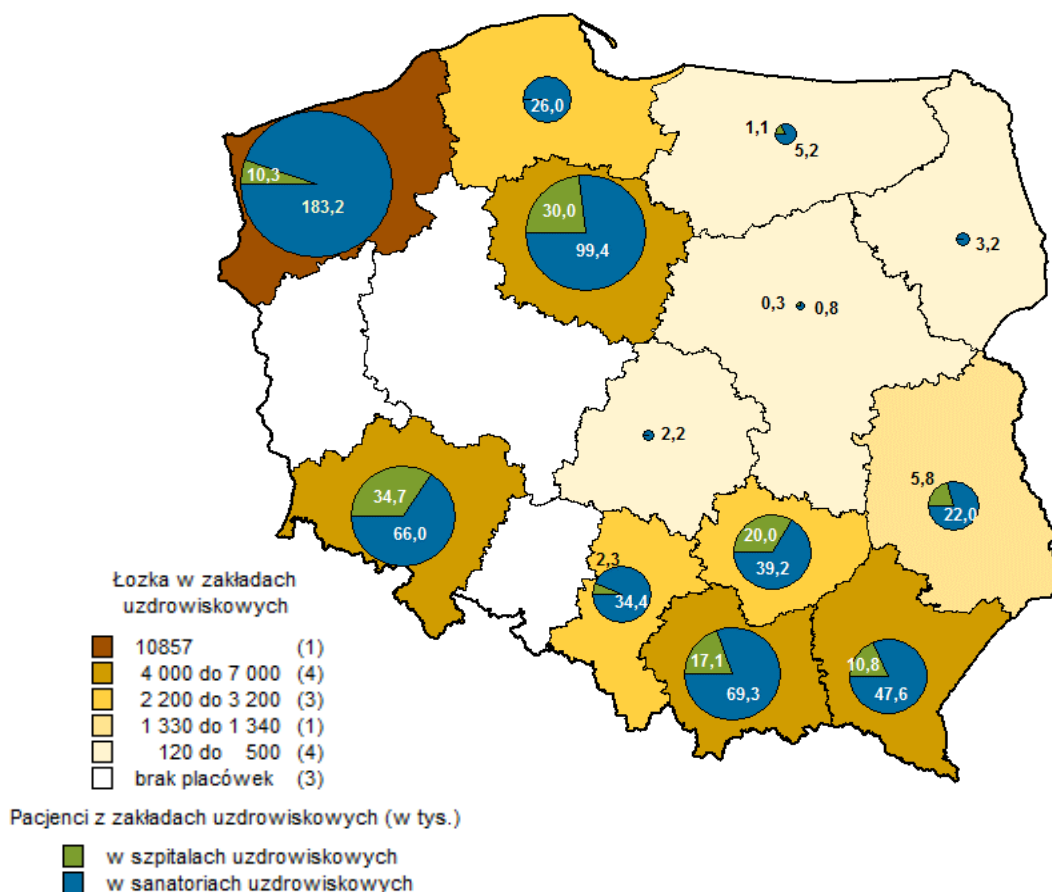 26,0
1,1
5,2
10,3
183,2
30,0
99,4
3,2
0,3
0,8
2,2
34,7
66,0
5,8
22,0
20,0
39,2
2,3
34,4
17,1
69,3
10,8
47,6
Łozka w zakładach
uzdrowiskowych
10857 (1)
4 000 do 7 000 (4)
2 200 do 3 200 (3)
1 330 do 1 340 (1)
120 do 500 (4)
brak placówek (3)
Pacjenci z zakładach uzdrowiskowych (w tys.)
w szpitalach uzdrowiskowych
w sanatoriach uzdrowiskowych